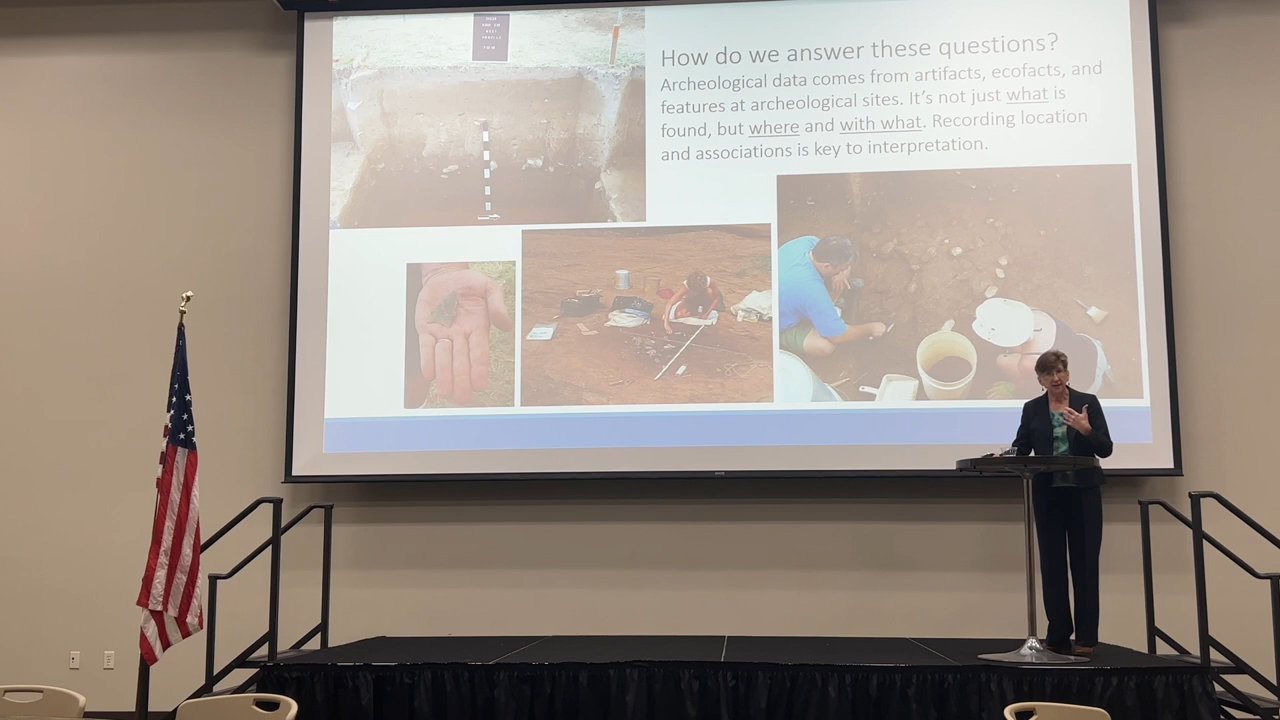 How do we answer these questions?
Archeological data comes from artifacts, ecofacts, and
features at archeological sites. It's not just what is
found, but where and with what. Recording location
and associations is key to interpretation.